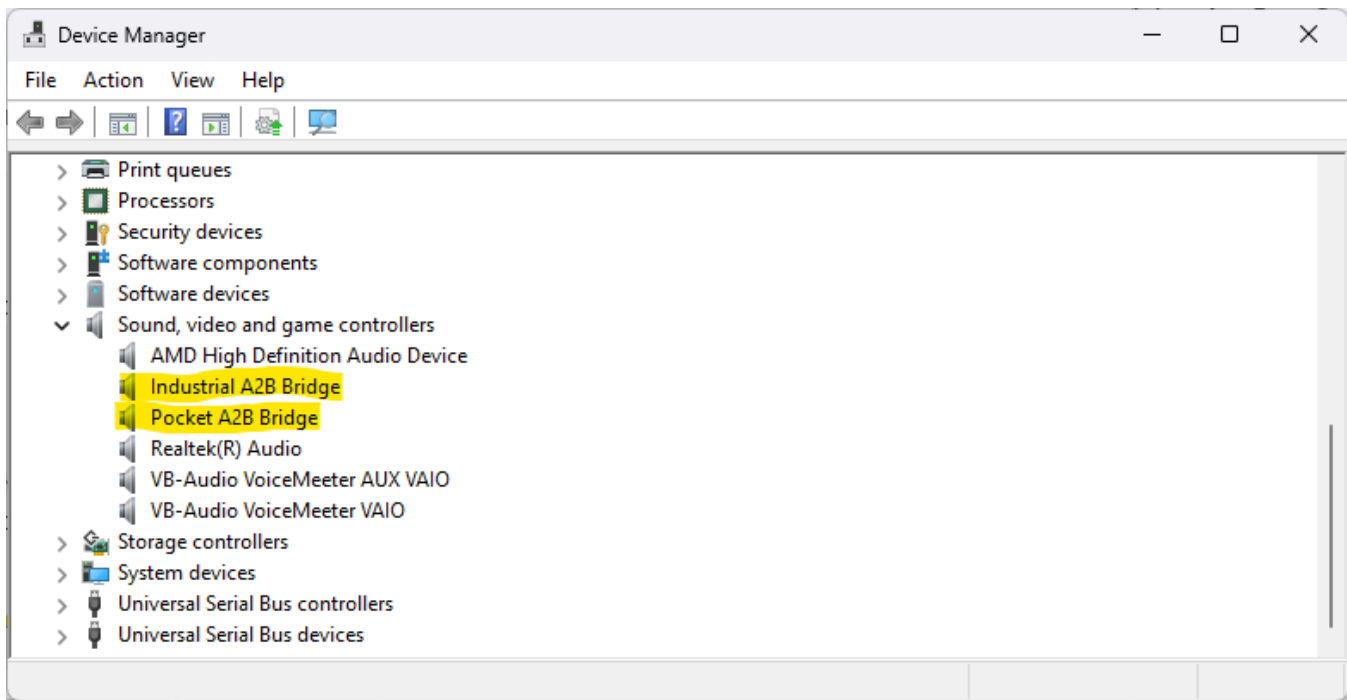 Device Manager
File Action View Help
Print queues
Processors
Security devices
Software components
Software devices
Sound, video and game controllers
AMD High Definition Audio Device
Industrial A2B Bridge
Pocket A2B Bridge
Realtek(R) Audio
VB-Audio VoiceMeeter AUX VAIO
VB-Audio VoiceMeeter VAIO
Storage controllers
System devices
Universal Serial Bus controllers
Universal Serial Bus devices